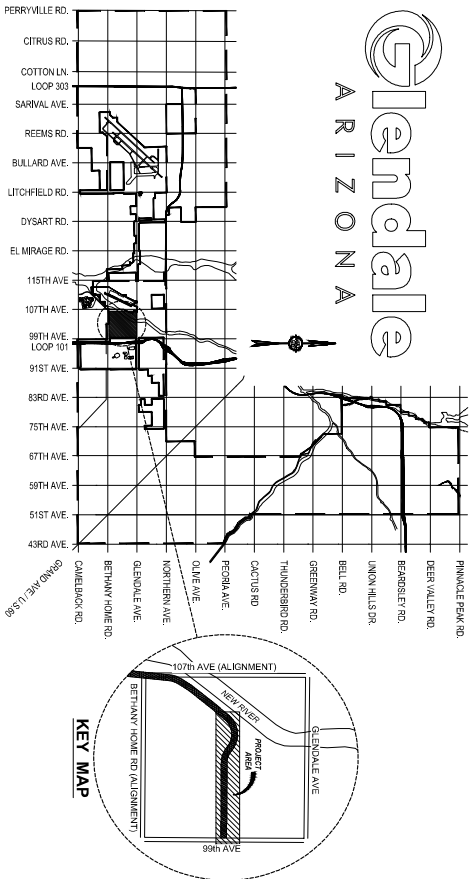 Glendale
ARIZONA
PERRYVILLE RD.
CITRUS RD.
COTTON LN.
LOOP 303
SARIVAL AVE.
REEMS RD.
BULLARD AVE.
LITCHFIELD RD.
DYSART RD.
EL MIRAGE RD.
115TH AVE
107TH AVE.
99TH AVE.
LOOP 101
91ST AVE.
83RD AVE.
75TH AVE.
67TH AVE.
59TH AVE.
51ST AVE.
43RD AVE.
GRAND AVE / U.S 60
CAMELBACK RD.
BETHANY HOME RD.
GLENDALE AVE.
NORTHERN AVE.
OLIVE AVE.
PEORIA AVE.
CACTUS RD
THUNDERBIRD RD.
GREENWAY RD.
BELL RD.
UNION HILLS DR.
BEARDSLEY RD.
DEER VALLEY RD.
PINNACLE PEAK RD.
107th AVE (ALIGNMENT)
NEW RIVER
GLENDALE AVE
PROJECT
AREA
BETHANY HOME RD (ALIGNMENT)
99th AVE
KEY MAP